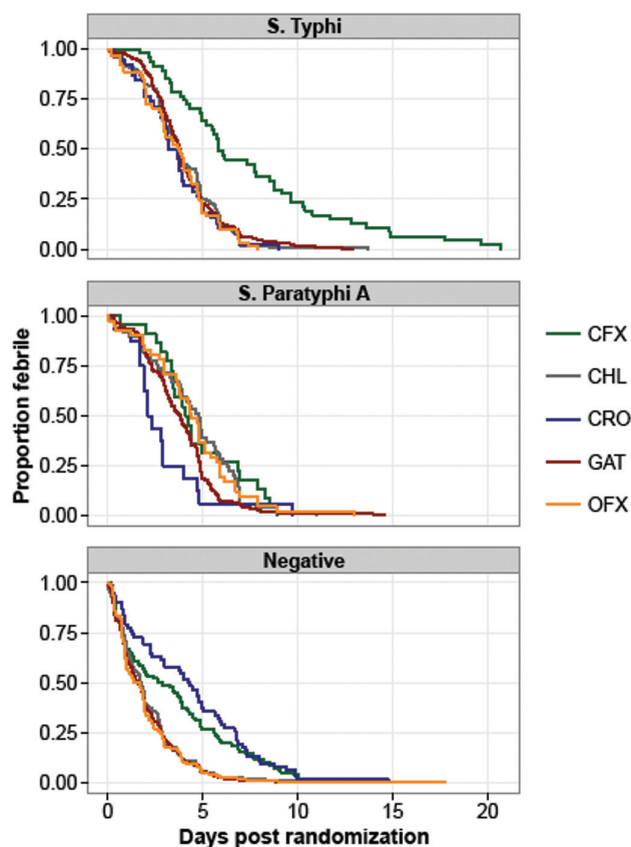 S. Typhi
1.00
0.75
0.50
0.25
0.00
S. Paratyphi A
1.00
0.75
0.50
0.25
0.00
Negative
1.00
0.75
0.50
0.25
0.00
0 5 10 15 20
Days post randomization
Proportion febrile
CFX
CHL
CRO
GAT
OFX